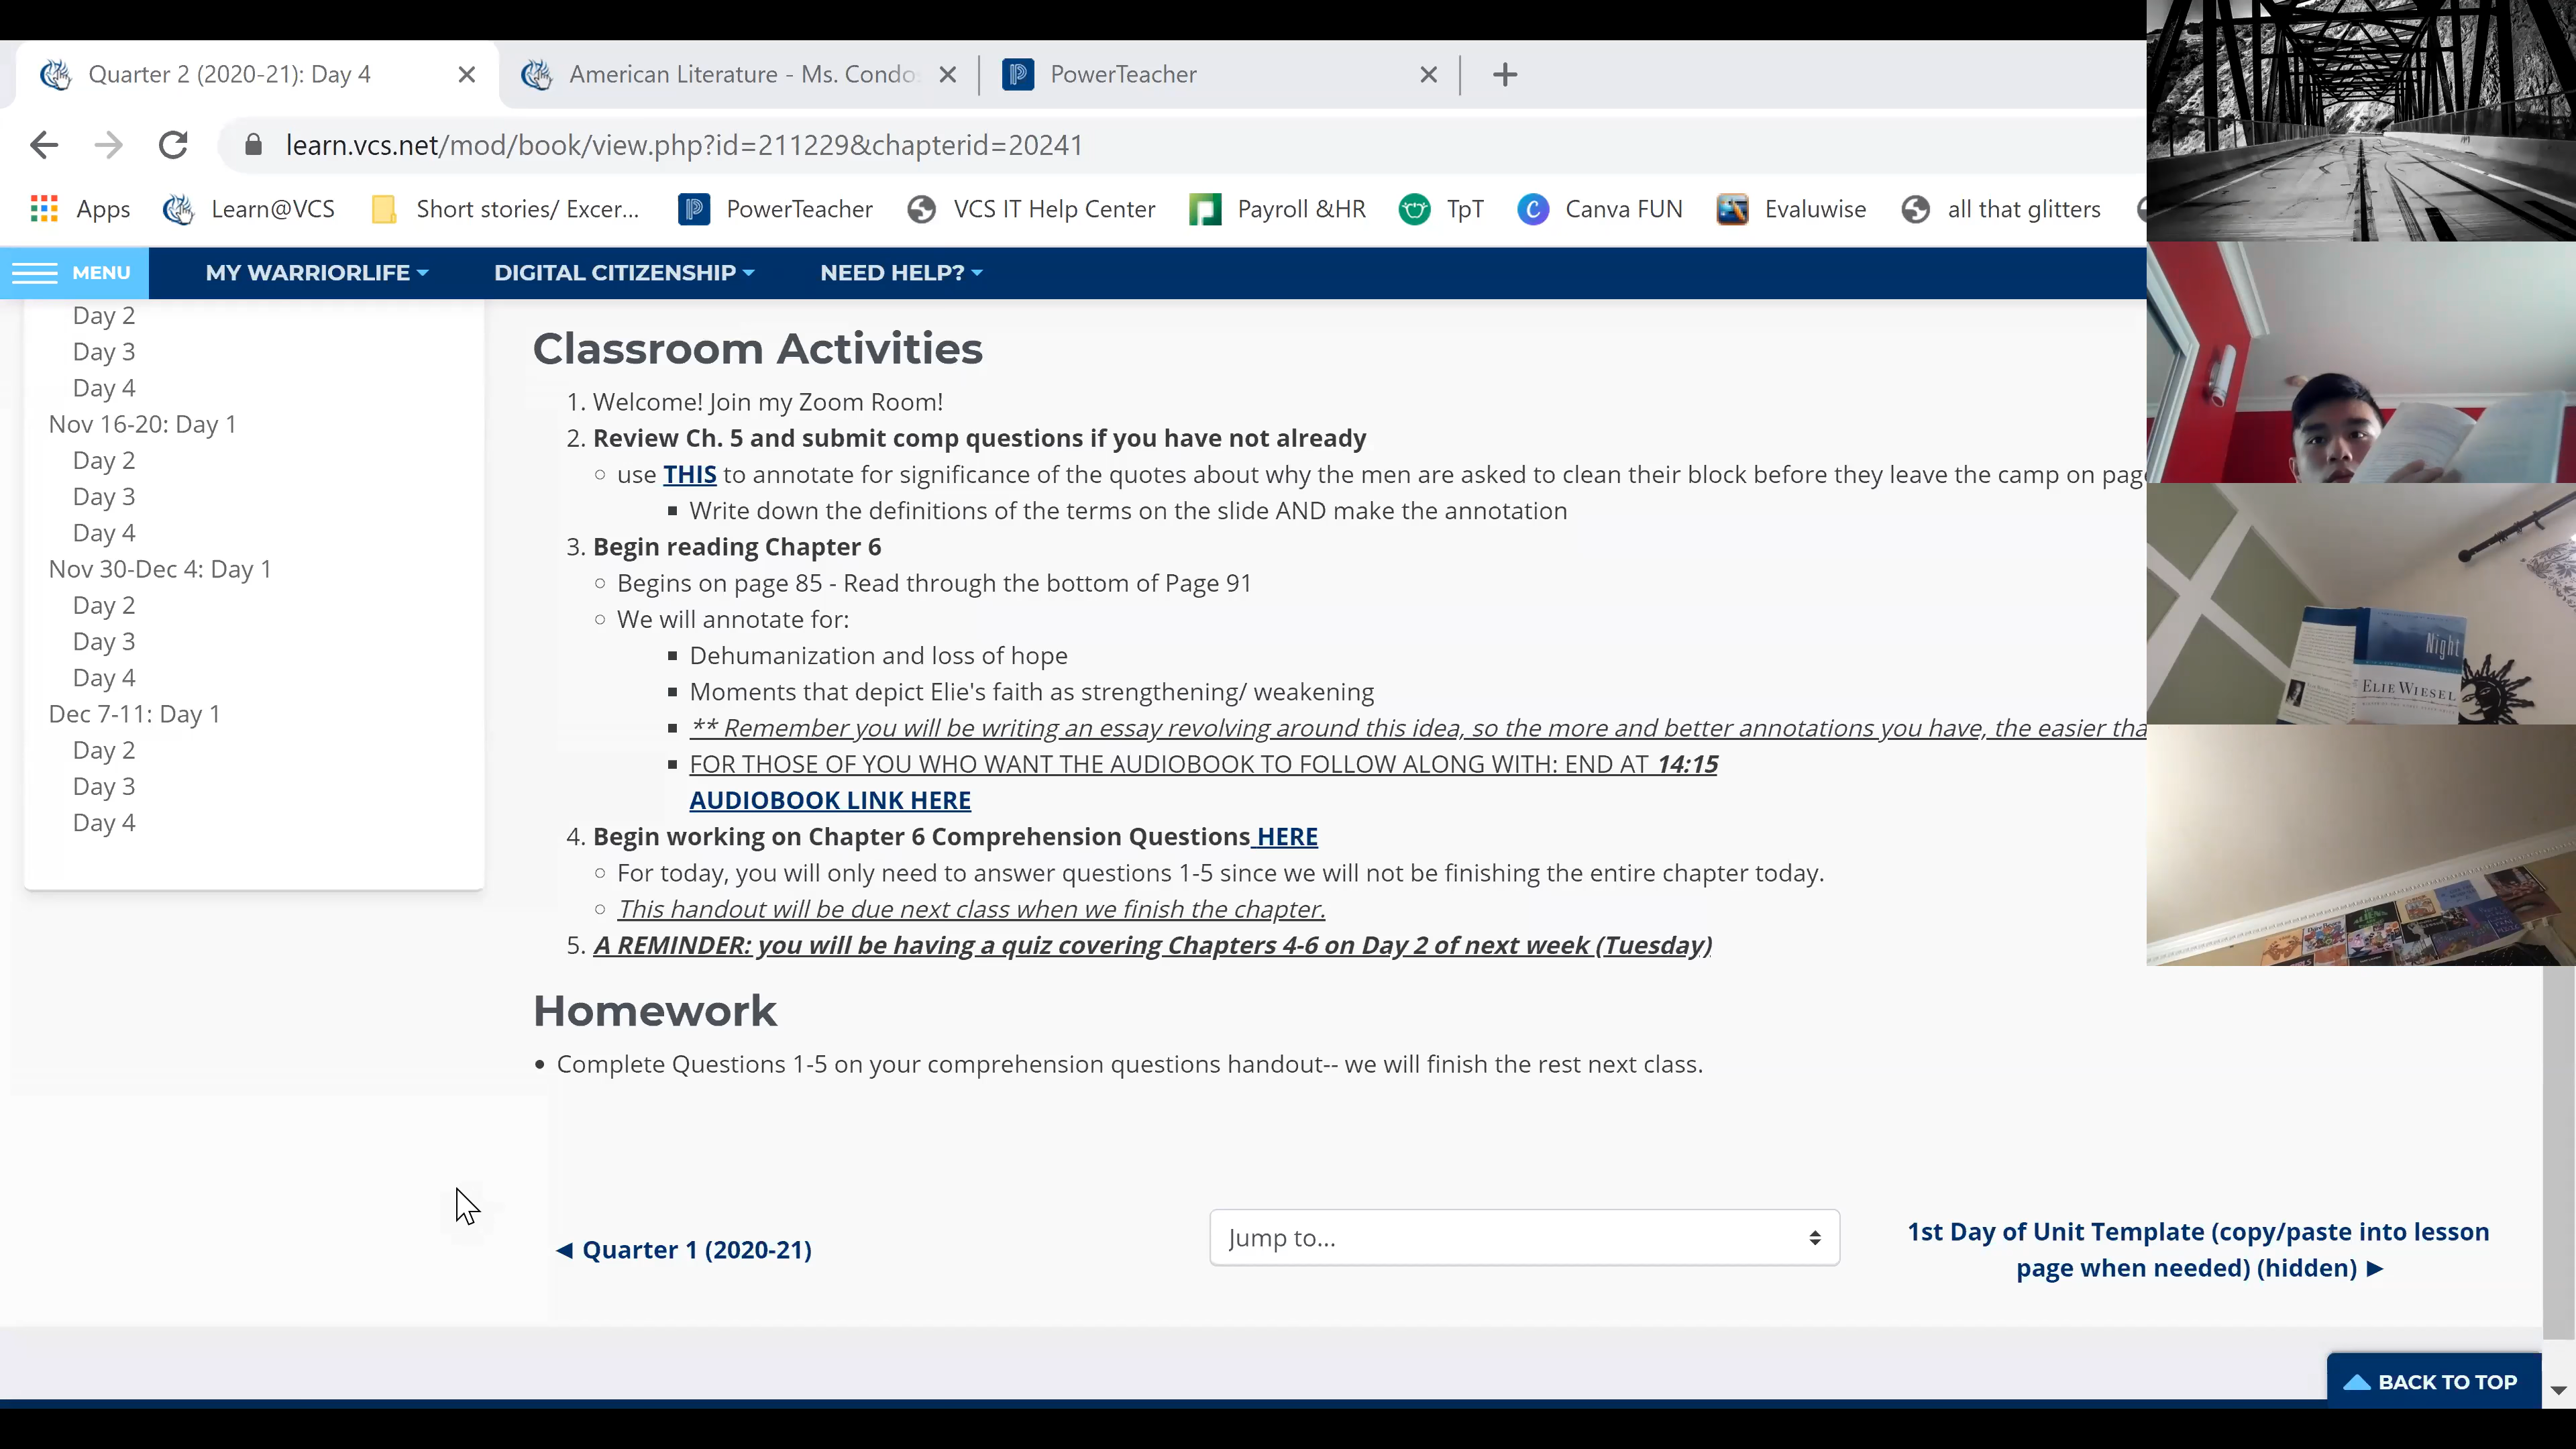 Quarter 2 (2020-21): Day 4
American Literature - Ms. Condo
PowerTeacher
learn.vcs.net/mod/book/view.php?id=211229&chapterid=20241
Apps
Learn@VCS
Short stories/ Excer...
PowerTeacher
VCS IT Help Center
Payroll &HR
TpT
Canva FUN
Evaluwise
all that glitters
MENU
MY WARRIORLIFE
DIGITAL CITIZENSHIP
NEED HELP?
Day 2
Day 3
Day 4
Nov 16-20: Day 1
Day 2
Day 3
Day 4
Nov 30-Dec 4: Day 1
Day 2
Day 3
Day 4
Dec 7-11: Day 1
Day 2
Day 3
Day 4
Classroom Activities
1. Welcome! Join my Zoom Room!
2. Review Ch. 5 and submit comp questions if you have not already
use THIS to annotate for significance of the quotes about why the men are asked to clean their block before they leave the camp on pag
Write down the definitions of the terms on the slide AND make the annotation
3. Begin reading Chapter 6
Begins on page 85 - Read through the bottom of Page 91
We will annotate for:
Dehumanization and loss of hope
Moments that depict Elie's faith as strengthening/ weakening
** Remember you will be writing an essay revolving around this idea, so the more and better annotations you have, the easier tha
FOR THOSE OF YOU WHO WANT THE AUDIOBOOK TO FOLLOW ALONG WITH: END AT 14:15
AUDIOBOOK LINK HERE
4. Begin working on Chapter 6 Comprehension Questions HERE
For today, you will only need to answer questions 1-5 since we will not be finishing the entire chapter today.
This handout will be due next class when we finish the chapter.
5. A REMINDER: you will be having a quiz covering Chapters 4-6 on Day 2 of next week (Tuesday)
Homework
• Complete Questions 1-5 on your comprehension questions handout-- we will finish the rest next class.
◄ Quarter 1 (2020-21)
Jump to...
1st Day of Unit Template (copy/paste into lesson
page when needed) (hidden) ►
BACK TO TOP
Night
ELIE WIESEL